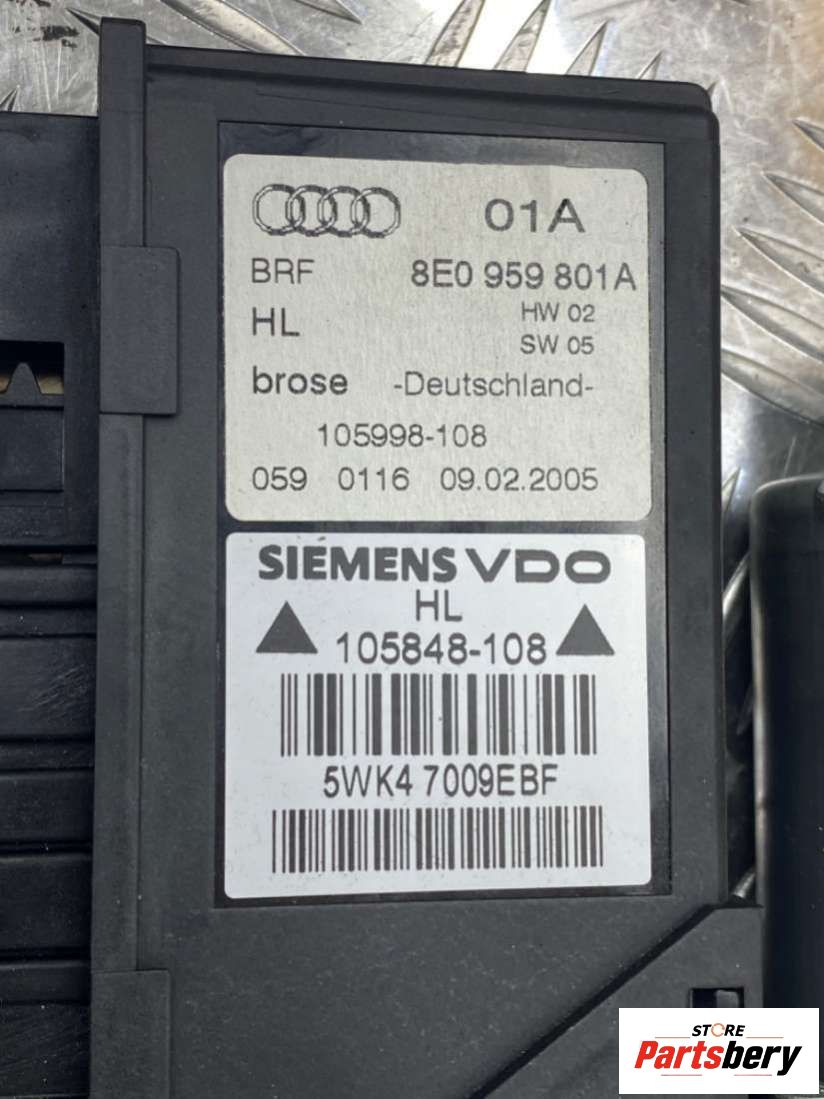 01A
BRF 8E0 959 801A
HL HW 02
SW 05
brose -Deutschland-
105998-108
059 0116 09.02.2005
SIEMENS VDO
HL
105848-108
5WK4 7009EBF
STORE
Partsbery